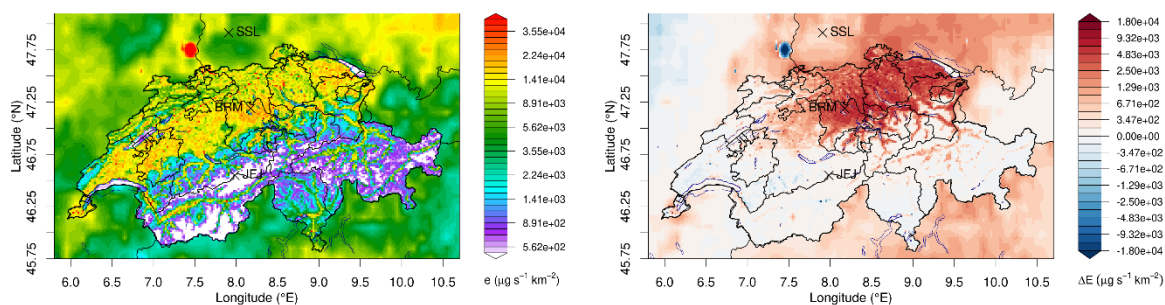 Latitude (°N)
47.75
47.25
46.75
46.25
45.75
6.0 6.5 7.0 7.5 8.0 8.5 9.0 9.5 10.0 10.5
Longitude (°E)
SSL
BRM
JFJ
3.55e+04
2.24e+04
1.41e+04
8.91e+03
5.62e+03
3.55e+03
2.24e+03
1.41e+03
8.91e+02
5.62e+02
e (μg s⁻¹ km⁻²)
Latitude (°N)
47.75
47.25
46.75
46.25
45.75
6.0 6.5 7.0 7.5 8.0 8.5 9.0 9.5 10.0 10.5
Longitude (°E)
SSL
BRM
JFJ
1.80e+04
9.32e+03
4.83e+03
2.50e+03
1.29e+03
6.71e+02
3.47e+02
0.00e+00
-3.47e+02
-6.71e+02
-1.29e+03
-2.50e+03
-4.83e+03
-9.32e+03
-1.80e+04
ΔE (μg s⁻¹ km⁻²)